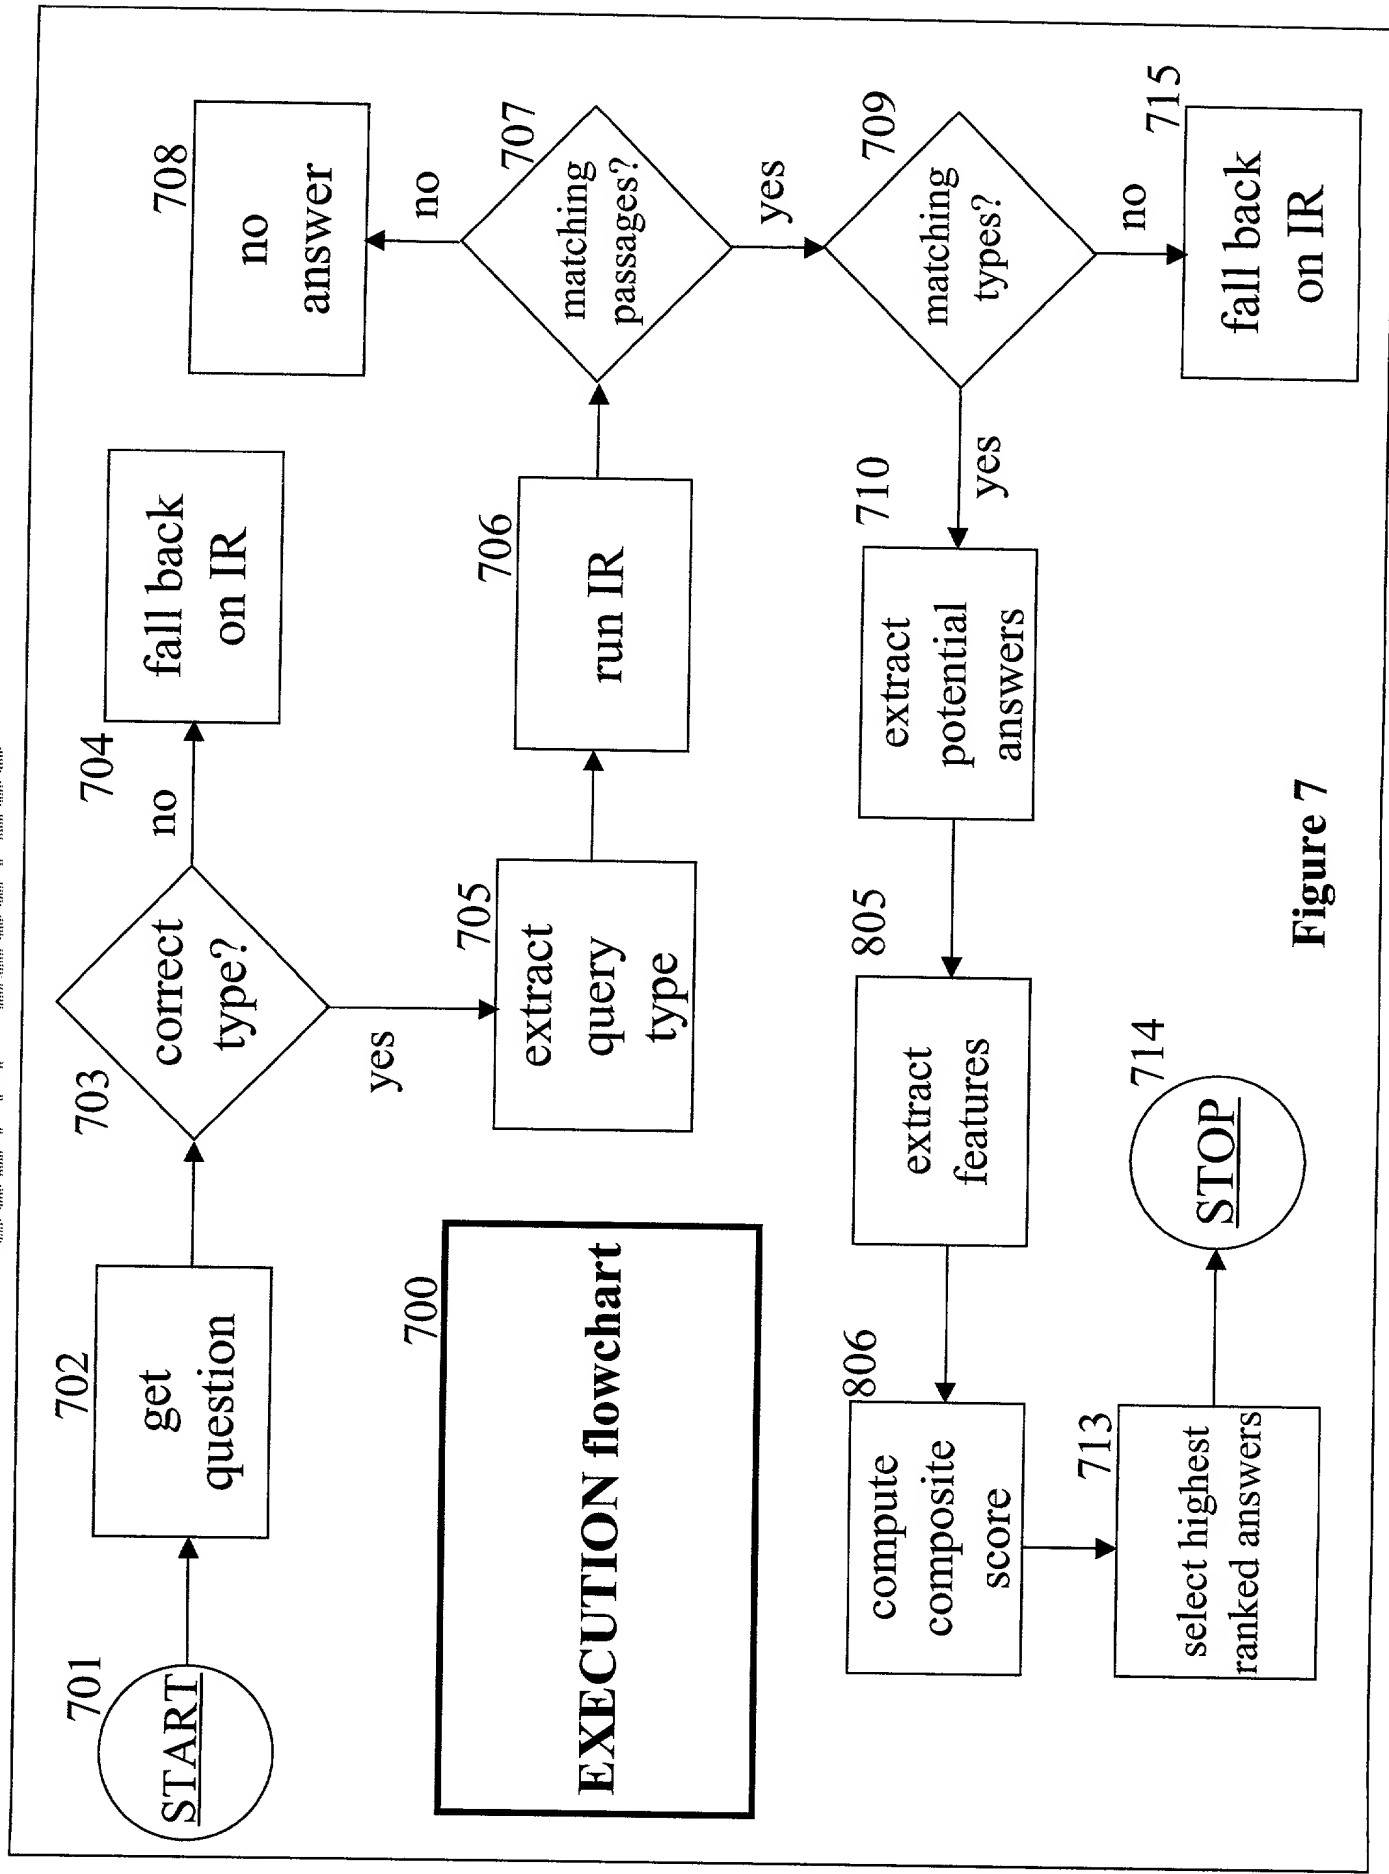 701
START
702
get
question
703
correct
type?
no
704
fall back
on IR
yes
705
extract
query
type
706
run IR
707
matching
passages?
no
708
no
answer
yes
709
matching
types?
no
715
fall back
on IR
yes
710
extract
potential
answers
805
extract
features
806
compute
composite
score
713
select highest
ranked answers
714
STOP
700
EXECUTION flowchart
Figure 7